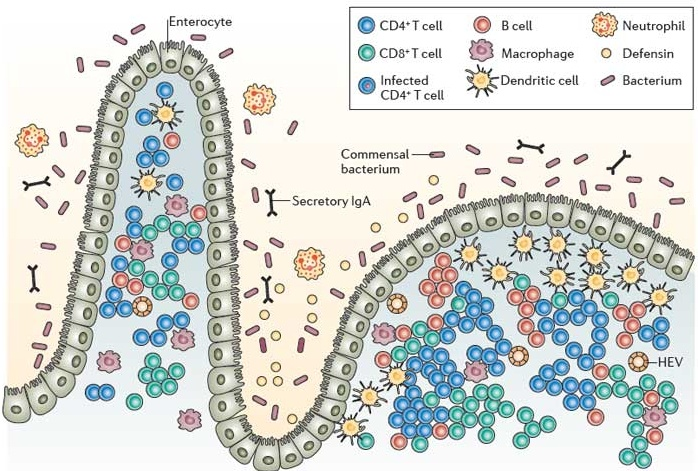 Enterocyte
CD4⁺ T cell
B cell
Neutrophil
CD8⁺ T cell
Macrophage
Defensin
Infected
CD4⁺ T cell
Dendritic cell
Bacterium
Commensal
bacterium
Secretory IgA
HEV